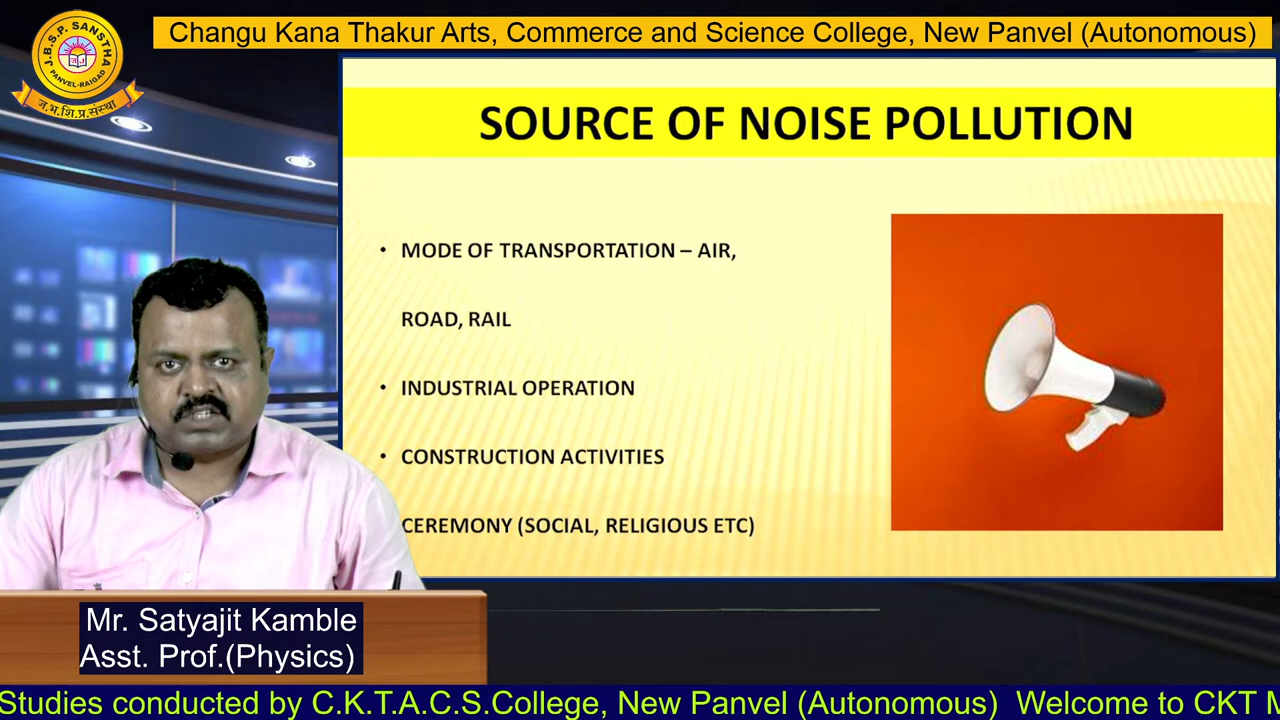 Changu Kana Thakur Arts, Commerce and Science College, New Panvel (Autonomous)
J.B.S.P. SANSTHA
PANVEL-RAIGAD
ज.भ.शि.प्र.संस्था
SOURCE OF NOISE POLLUTION
• MODE OF TRANSPORTATION – AIR,
ROAD, RAIL
• INDUSTRIAL OPERATION
• CONSTRUCTION ACTIVITIES
CEREMONY (SOCIAL, RELIGIOUS ETC)
Mr. Satyajit Kamble
Asst. Prof.(Physics)
Studies conducted by C.K.T.A.C.S.College, New Panvel (Autonomous) Welcome to CKT M